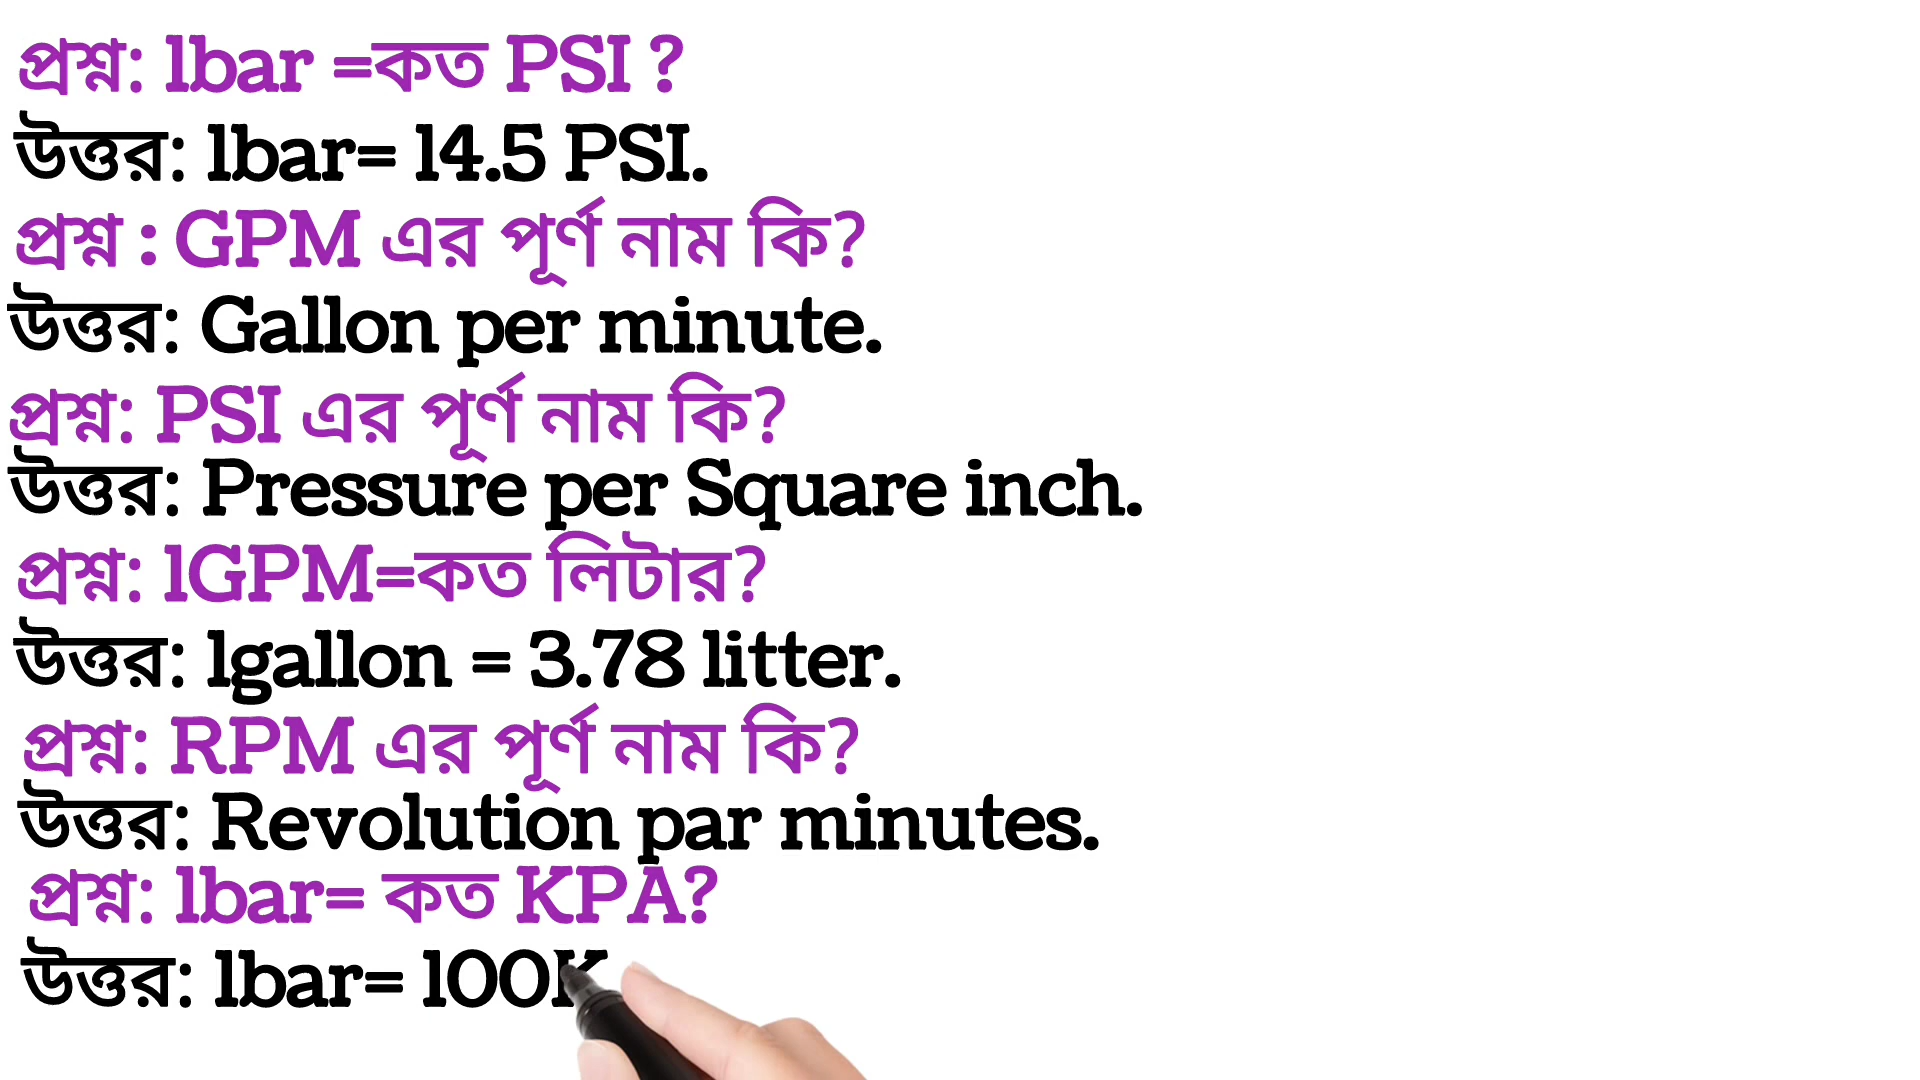 প্রশ্ন: 1bar =কত PSI ?
উত্তর: 1bar= 14.5 PSI.
প্রশ্ন : GPM এর পূর্ণ নাম কি?
উত্তর: Gallon per minute.
প্রশ্ন: PSI এর পূর্ণ নাম কি?
উত্তর: Pressure per Square inch.
প্রশ্ন: 1GPM=কত লিটার?
উত্তর: 1gallon = 3.78 litter.
প্রশ্ন: RPM এর পূর্ণ নাম কি?
উত্তর: Revolution par minutes.
প্রশ্ন: 1bar= কত KPA?
উত্তর: 1bar= 100K